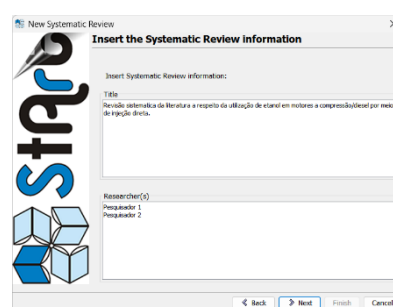 New Systematic Review
Insert the Systematic Review information
Insert Systematic Review information:
Title
Revisão sistematica da literatura a respeito da utilização de etanol em motores a compressão/diesel por meio
de injeção direta.
Researcher(s)
Pesquisador 1
Pesquisador 2
StArt
Back
Next
Finish
Cancel